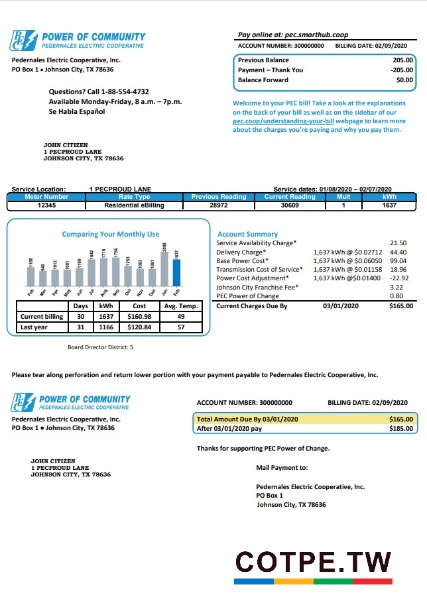 POWER OF COMMUNITY
PEDERNALES ELECTRIC COOPERATIVE
Pedernales Electric Cooperative, Inc.
PO Box 1 • Johnson City, TX 78636
Pay online at: pec.smarthub.coop
ACCOUNT NUMBER: 300000000 BILLING DATE: 02/09/2020
Previous Balance 205.00
Payment – Thank You -205.00
Balance Forward $0.00
Questions? Call 1-88-554-4732
Available Monday-Friday, 8 a.m. – 7p.m.
Se Habla Español
Welcome to your PEC bill! Take a look at the explanations
on the back of your bill as well as on the sidebar of our
pec.coop/understanding-your-bill webpage to learn more
about the charges you're paying and why you pay them.
JOHN CITIZEN
1 PECPROUD LANE
JOHNSON CITY, TX 78636
Service Location: 1 PECPROUD LANE Service dates: 01/08/2020 – 02/07/2020
Motor Number Rate Type Previous Reading Current Reading Mult kWh
12345 Residential eBilling 28972 30609 1 1637
Comparing Your Monthly Use
Days kWh Cost Avg. Temp.
Current billing 30 1637 $160.98 49
Last year 31 1166 $120.84 57
Board Director District: 5
Account Summary
Service Availability Charge* 21.50
Delivery Charge* 1,637 kWh @ $0.02712 44.40
Base Power Cost* 1,637 kWh @ $0.06050 99.04
Transmission Cost of Service* 1,637 kWh @ $0.01158 18.96
Power Cost Adjustment* 1,637 kWh @$0.01400 -22.92
Johnson City Franchise Fee* 3.22
PEC Power of Change 0.80
Current Charges Due By 03/01/2020 $165.00
Please tear along perforation and return lower portion with your payment payable to Pedernales Electric Cooperative, Inc.
POWER OF COMMUNITY
PEDERNALES ELECTRIC COOPERATIVE
Pedernales Electric Cooperative, Inc.
PO Box 1 • Johnson City, TX 78636
ACCOUNT NUMBER: 300000000 BILLING DATE: 02/09/2020
Total Amount Due By 03/01/2020 $165.00
After 03/01/2020 pay $185.00
Thanks for supporting PEC Power of Change.
JOHN CITIZEN
1 PECPROUD LANE
JOHNSON CITY, TX 78636
Mail Payment to:
Pedernales Electric Cooperative, Inc.
PO Box 1
Johnson City, TX 78636
COTPE.TW